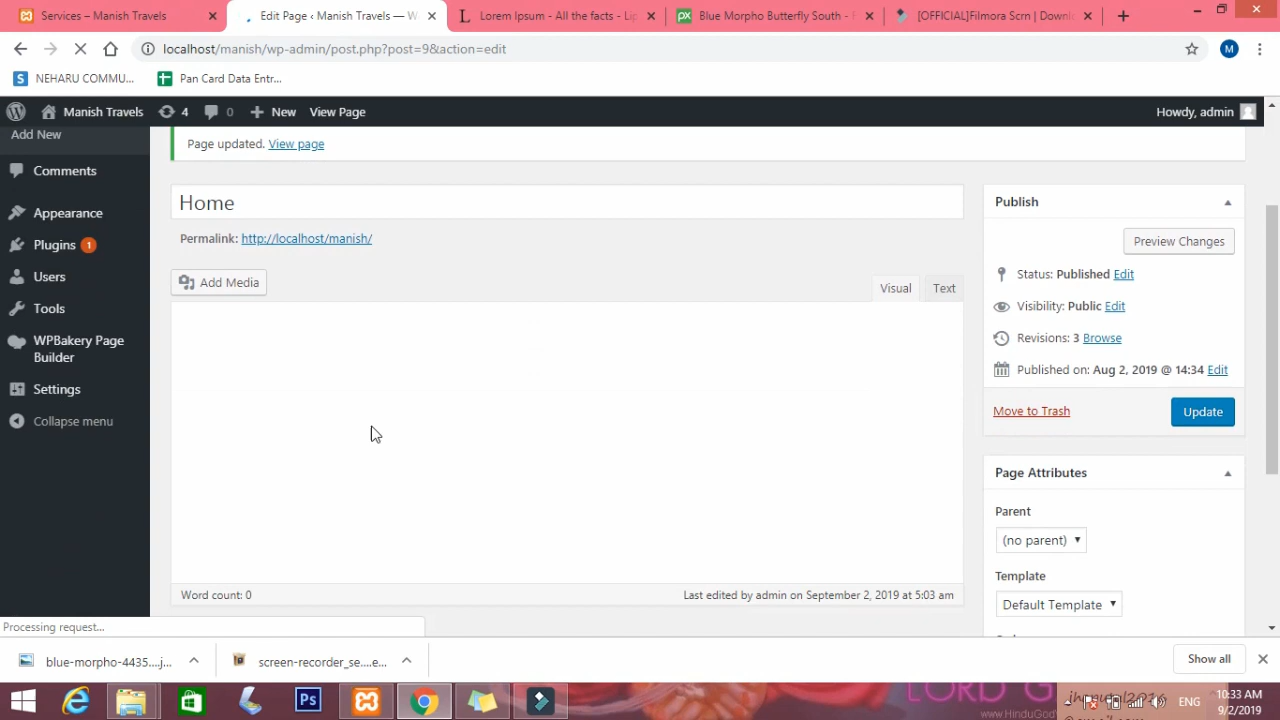 Services – Manish Travels
Edit Page ‹ Manish Travels — W
Lorem Ipsum - All the facts - Lip
Blue Morpho Butterfly South - F
[OFFICIAL]Filmora Scrn | Downl
localhost/manish/wp-admin/post.php?post=9&action=edit
M
NEHARU COMMU...
Pan Card Data Entr...
Manish Travels
4
0
New
View Page
Howdy, admin
Add New
Comments
Appearance
Plugins 1
Users
Tools
WPBakery Page
Builder
Settings
Collapse menu
Page updated. View page
Home
Permalink: http://localhost/manish/
Add Media
Visual
Text
Word count: 0
Last edited by admin on September 2, 2019 at 5:03 am
Publish
Preview Changes
Status: Published Edit
Visibility: Public Edit
Revisions: 3 Browse
Published on: Aug 2, 2019 @ 14:34 Edit
Move to Trash
Update
Page Attributes
Parent
(no parent)
Template
Default Template
Processing request...
blue-morpho-4435....j...
screen-recorder_se....e...
Show all
Ps
LORD G
www.HinduGod
ENG
10:33 AM
9/2/2019